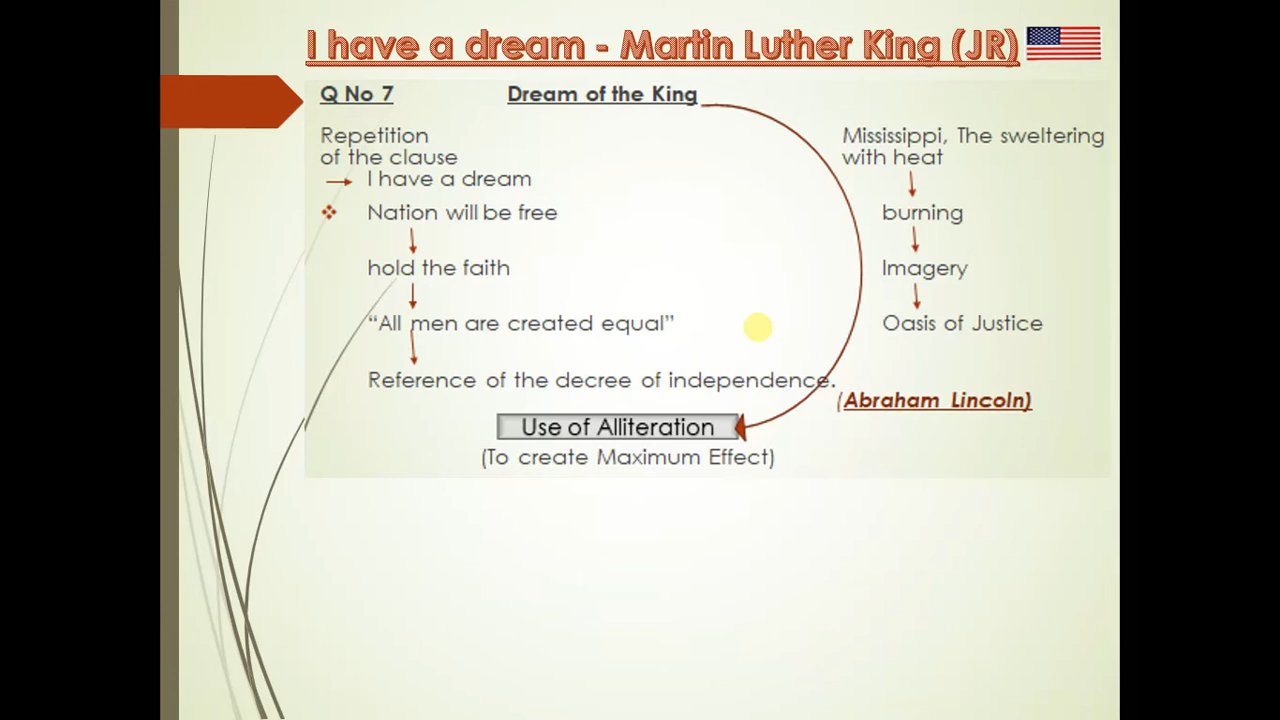 I have a dream - Martin Luther King (JR)
Q No 7
Dream of the King
Repetition
of the clause
I have a dream
Nation will be free
hold the faith
“All men are created equal”
Reference of the decree of independence.
Mississippi, The sweltering
with heat
burning
Imagery
Oasis of Justice
(Abraham Lincoln)
Use of Alliteration
(To create Maximum Effect)